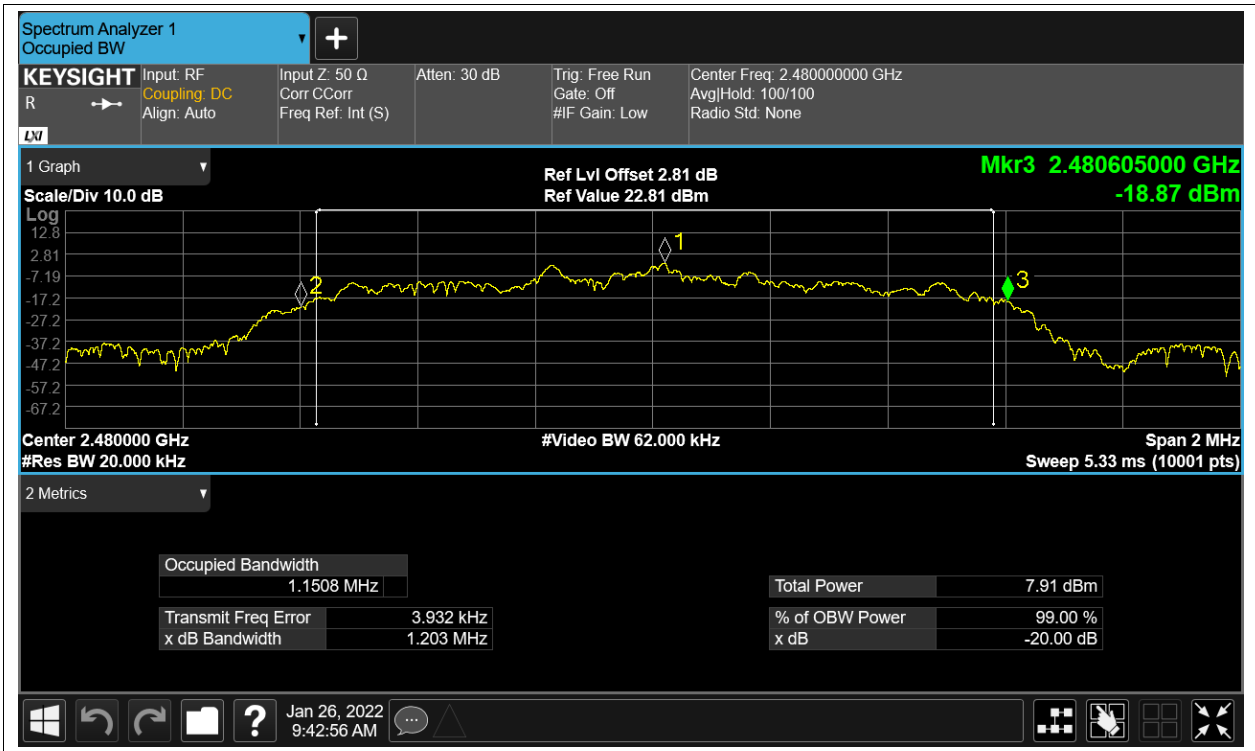 Spectrum Analyzer 1
Occupied BW
KEYSIGHT
R
LXI
Input: RF
Coupling: DC
Align: Auto
Input Z: 50 Ω
Corr CCorr
Freq Ref: Int (S)
Atten: 30 dB
Trig: Free Run
Gate: Off
#IF Gain: Low
Center Freq: 2.480000000 GHz
Avg|Hold: 100/100
Radio Std: None
1 Graph
Scale/Div 10.0 dB
Ref Lvl Offset 2.81 dB
Ref Value 22.81 dBm
Mkr3 2.480605000 GHz
-18.87 dBm
Log
12.8
2.81
-7.19
-17.2
-27.2
-37.2
-47.2
-57.2
-67.2
1
2
3
Center 2.480000 GHz
#Video BW 62.000 kHz
Span 2 MHz
#Res BW 20.000 kHz
Sweep 5.33 ms (10001 pts)
2 Metrics
Occupied Bandwidth
1.1508 MHz
Total Power 7.91 dBm
Transmit Freq Error 3.932 kHz
% of OBW Power 99.00 %
x dB Bandwidth 1.203 MHz
x dB -20.00 dB
?
Jan 26, 2022
9:42:56 AM